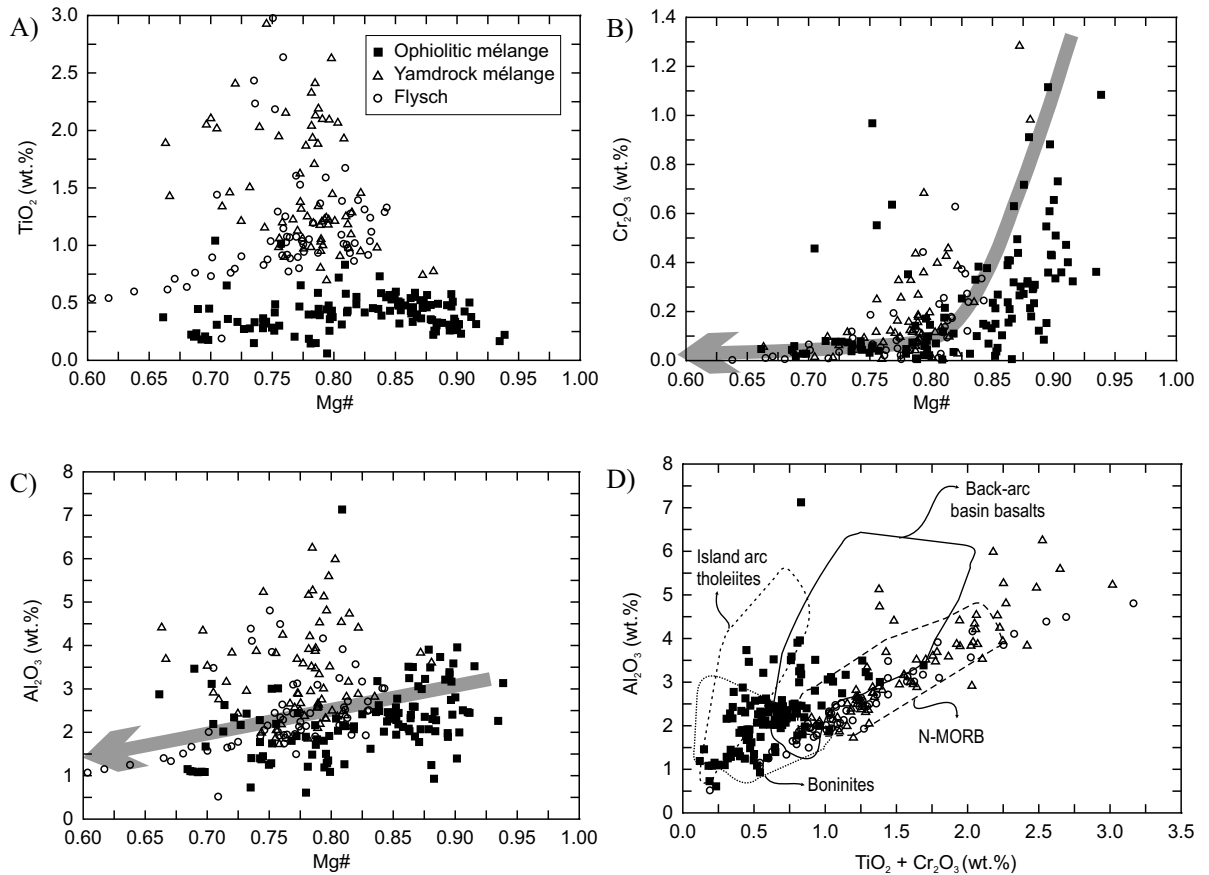 A)
3.0
2.5
2.0
1.5
1.0
0.5
0.0
TiO₂ (wt.%)
0.60 0.65 0.70 0.75 0.80 0.85 0.90 0.95 1.00
Mg#
Ophiolitic mélange
Yamdrock mélange
Flysch
B)
1.4
1.2
1.0
0.8
0.6
0.4
0.2
0.0
Cr₂O₃ (wt.%)
0.60 0.65 0.70 0.75 0.80 0.85 0.90 0.95 1.00
Mg#
C)
8
7
6
5
4
3
2
1
0
Al₂O₃ (wt.%)
0.60 0.65 0.70 0.75 0.80 0.85 0.90 0.95 1.00
Mg#
D)
8
7
6
5
4
3
2
1
0
Al₂O₃ (wt.%)
0.0 0.5 1.0 1.5 2.0 2.5 3.0 3.5
TiO₂ + Cr₂O₃ (wt.%)
Back-arc
basin basalts
Island arc
tholeiites
N-MORB
Boninites